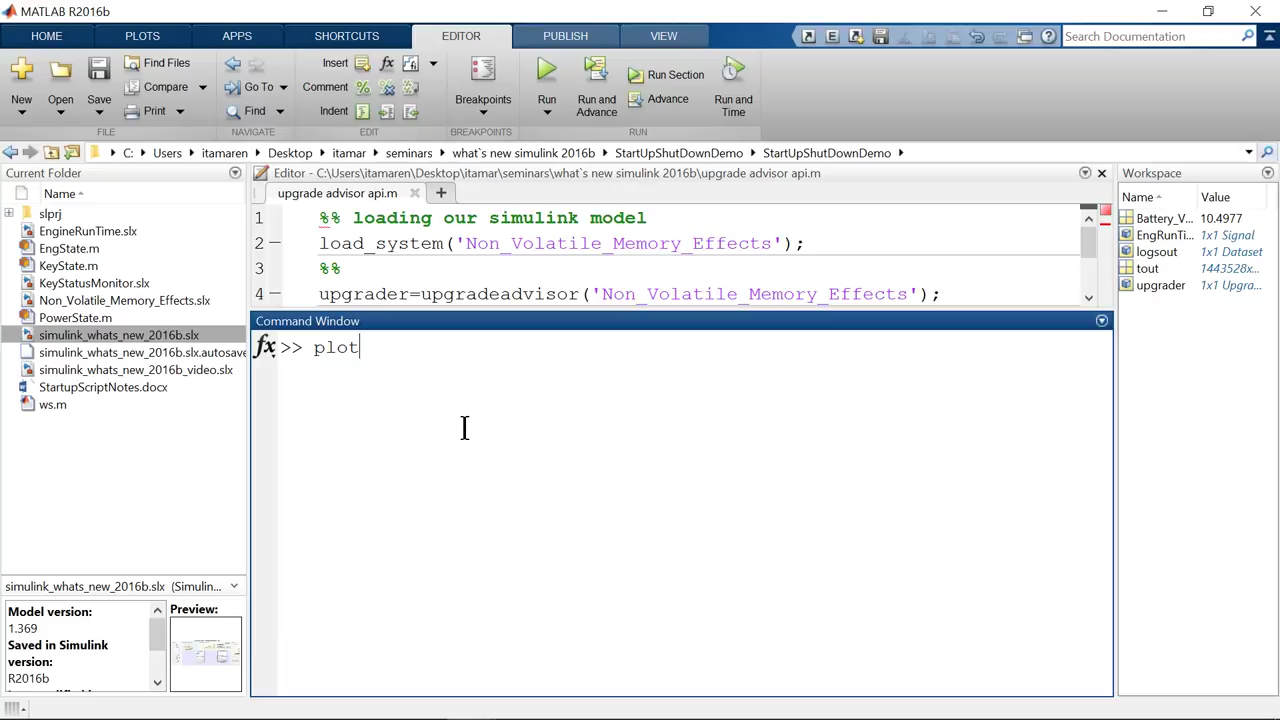 MATLAB R2016b
HOME PLOTS APPS SHORTCUTS EDITOR PUBLISH VIEW Search Documentation
New Open Save Find Files Compare Print FILE
Go To Find NAVIGATE
Insert fx Comment % Indent EDIT
Breakpoints BREAKPOINTS
Run Run and Advance Run Section Advance Run and Time RUN
C: Users itamaren Desktop itamar seminars what`s new simulink 2016b StartUpShutDownDemo StartUpShutDownDemo
Current Folder
Name
slprj
EngineRunTime.slx
EngState.m
KeyState.m
KeyStatusMonitor.slx
Non_Volatile_Memory_Effects.slx
PowerState.m
simulink_whats_new_2016b.slx
simulink_whats_new_2016b.slx.autosave
simulink_whats_new_2016b_video.slx
StartupScriptNotes.docx
ws.m
simulink_whats_new_2016b.slx (Simulin...
Model version:
1.369
Saved in Simulink
version:
R2016b
Preview:
Editor - C:\Users\itamaren\Desktop\itamar\seminars\what`s new simulink 2016b\upgrade advisor api.m
upgrade advisor api.m
1 %% loading our simulink model
2 load_system('Non_Volatile_Memory_Effects');
3 %%
4 upgrader=upgradeadvisor('Non_Volatile_Memory_Effects');
Command Window
fx >> plot
Workspace
Name Value
Battery_V... 10.4977
EngRunTi... 1x1 Signal
logsout 1x1 Dataset
tout 1443528x...
upgrader 1x1 Upgra...